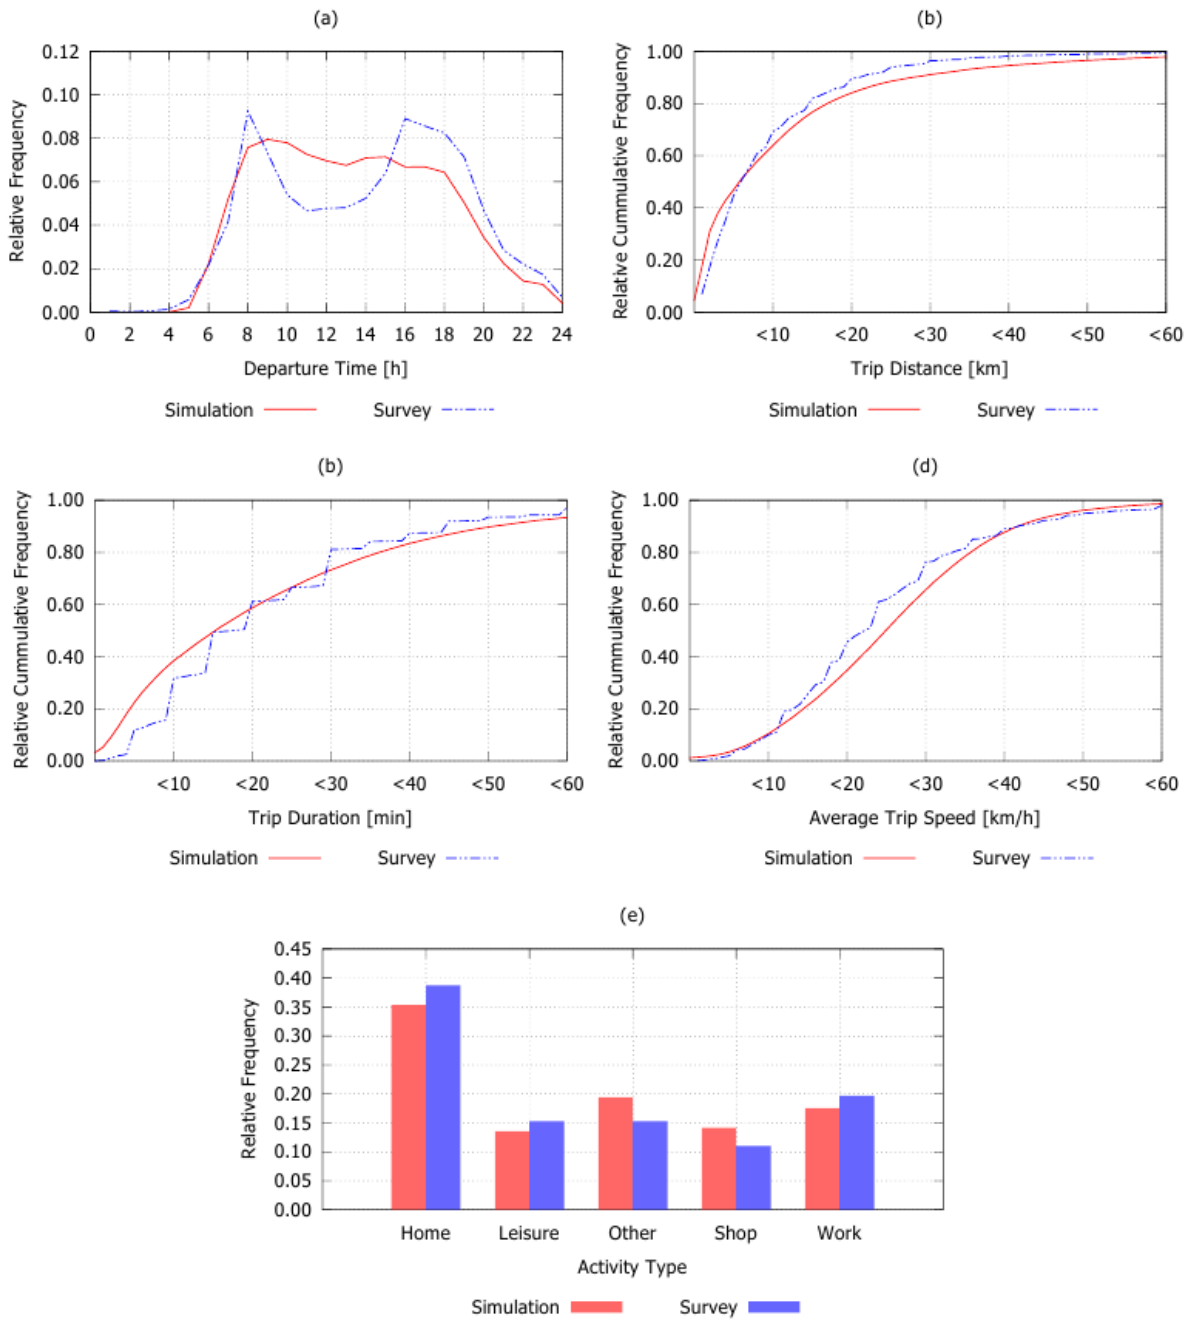 (a)
0.12
0.10
0.08
0.06
0.04
0.02
0.00
Relative Frequency
0 2 4 6 8 10 12 14 16 18 20 22 24
Departure Time [h]
Simulation Survey
(b)
1.00
0.80
0.60
0.40
0.20
0.00
Relative Cummulative Frequency
<10 <20 <30 <40 <50 <60
Trip Distance [km]
Simulation Survey
(b)
1.00
0.80
0.60
0.40
0.20
0.00
Relative Cummulative Frequency
<10 <20 <30 <40 <50 <60
Trip Duration [min]
Simulation Survey
(d)
1.00
0.80
0.60
0.40
0.20
0.00
Relative Cummulative Frequency
<10 <20 <30 <40 <50 <60
Average Trip Speed [km/h]
Simulation Survey
(e)
0.45
0.40
0.35
0.30
0.25
0.20
0.15
0.10
0.05
0.00
Relative Frequency
Home Leisure Other Shop Work
Activity Type
Simulation Survey